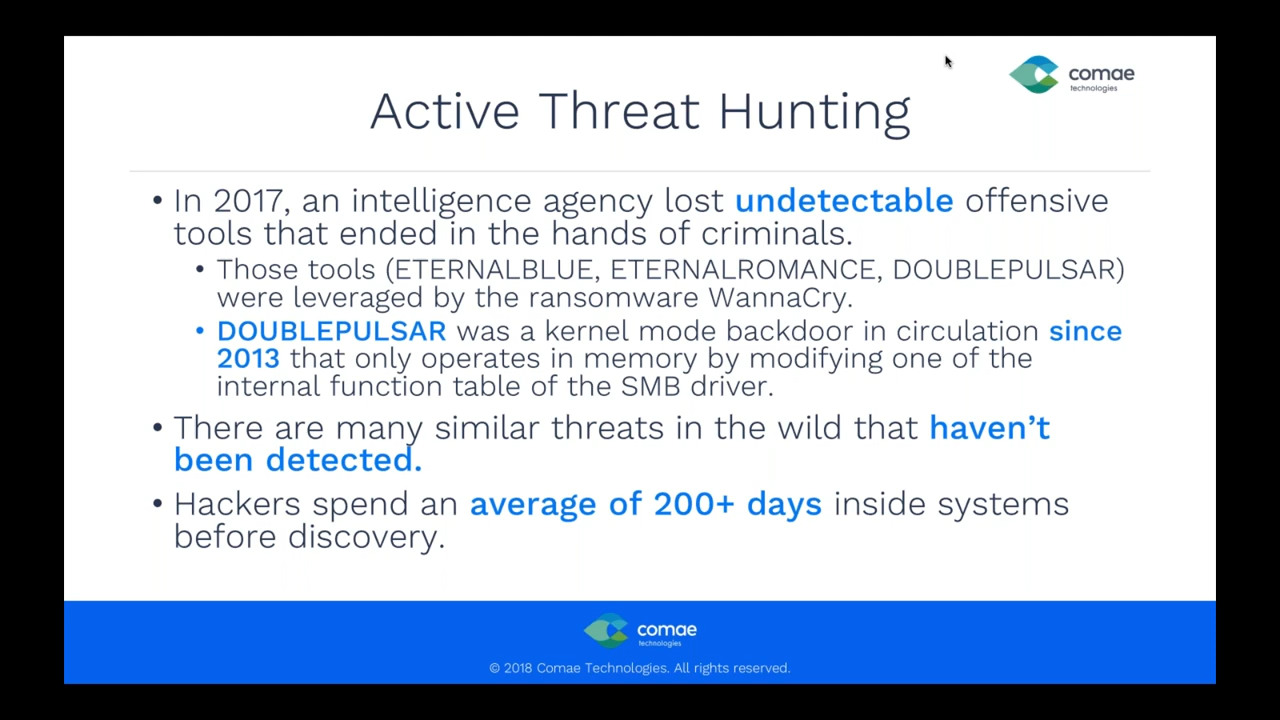 comae
technologies
Active Threat Hunting
• In 2017, an intelligence agency lost undetectable offensive
tools that ended in the hands of criminals.
• Those tools (ETERNALBLUE, ETERNALROMANCE, DOUBLEPULSAR)
were leveraged by the ransomware WannaCry.
• DOUBLEPULSAR was a kernel mode backdoor in circulation since
2013 that only operates in memory by modifying one of the
internal function table of the SMB driver.
• There are many similar threats in the wild that haven’t
been detected.
• Hackers spend an average of 200+ days inside systems
before discovery.
comae
technologies
© 2018 Comae Technologies. All rights reserved.